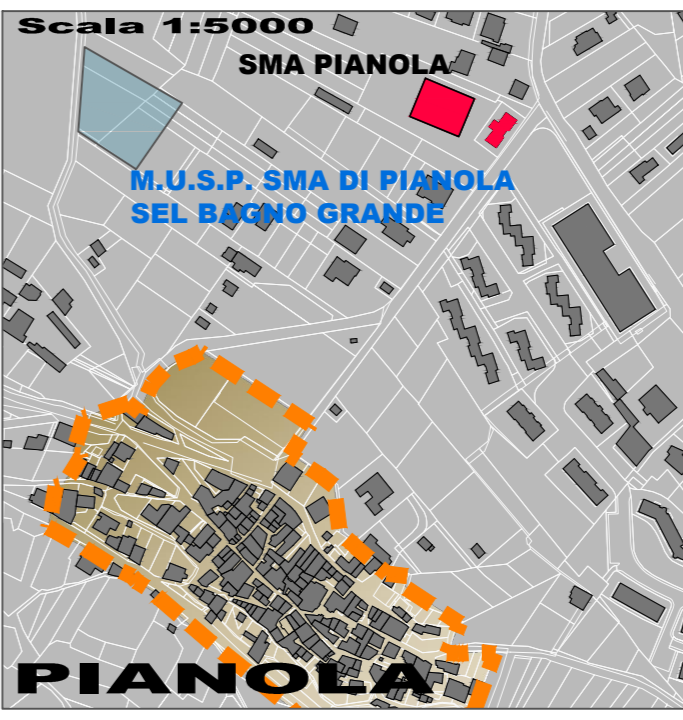 Scala 1:5000
SMA PIANOLA
M.U.S.P. SMA DI PIANOLA
SEL BAGNO GRANDE
PIANOLA